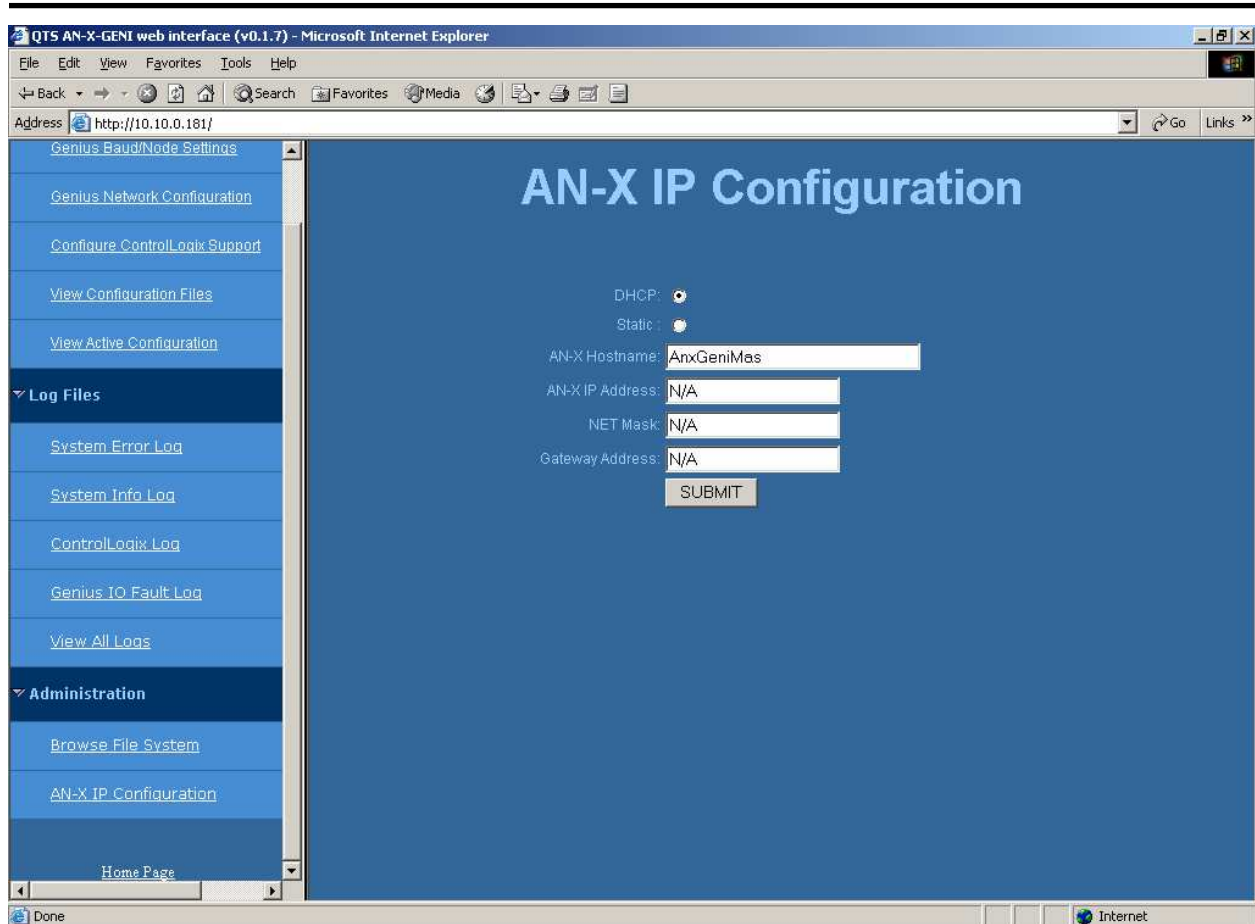 QTS AN-X-GENI web interface (v0.1.7) - Microsoft Internet Explorer
File Edit View Favorites Tools Help
Back Search Favorites Media
Address http://10.10.0.181/ Go Links »
Genius Baud/Node Settings
Genius Network Configuration
Configure ControlLogix Support
View Configuration Files
View Active Configuration
Log Files
System Error Log
System Info Log
ControlLogix Log
Genius IO Fault Log
View All Logs
Administration
Browse File System
AN-X IP Configuration
Home Page
AN-X IP Configuration
DHCP:
Static :
AN-X Hostname: AnxGeniMas
AN-X IP Address: N/A
NET Mask: N/A
Gateway Address: N/A
SUBMIT
Done Internet